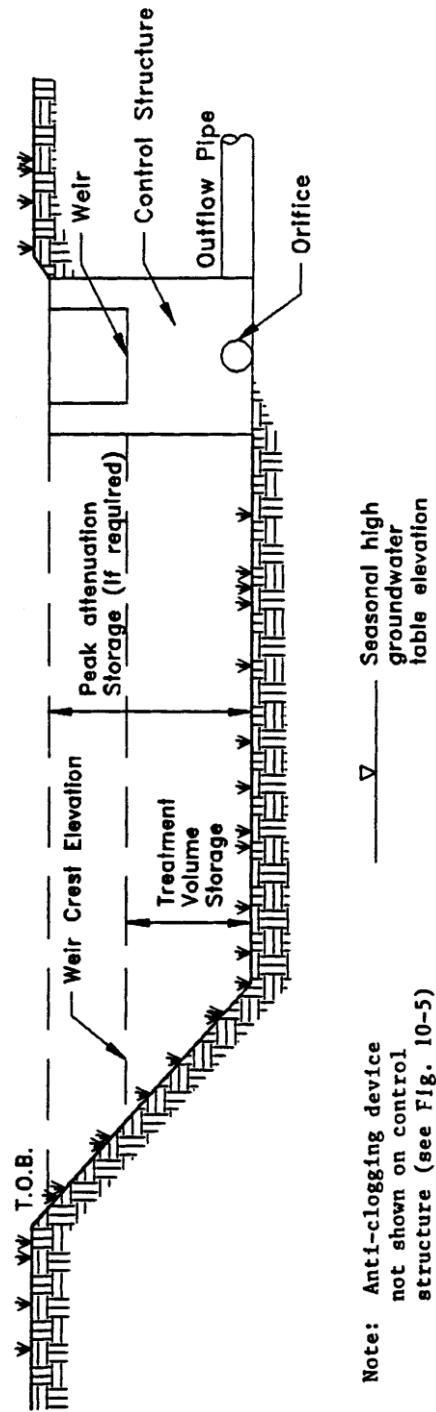 T.O.B.
Weir Crest Elevation
Treatment
Volume
Storage
Peak attenuation
Storage (if required)
Weir
Control Structure
Outflow Pipe
Orifice
Seasonal high
groundwater
table elevation
Note: Anti-clogging device
not shown on control
structure (see Fig. 10-5)